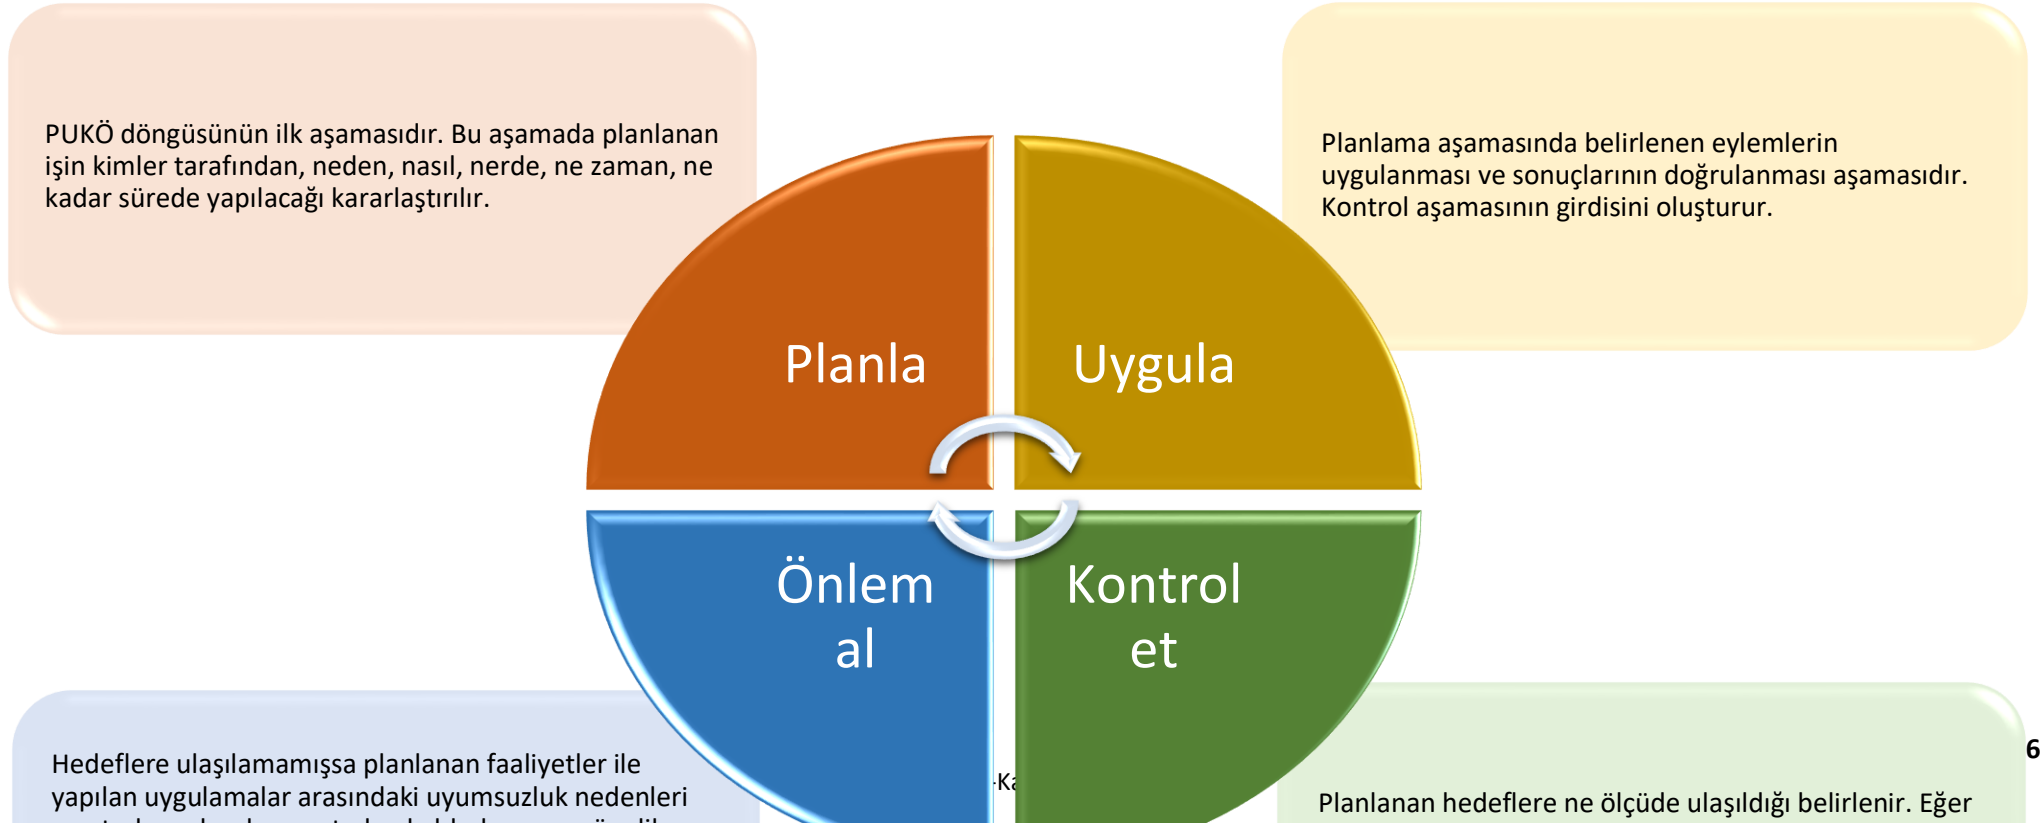 PUKÖ döngüsünün ilk aşamasıdır. Bu aşamada planlanan
işin kimler tarafından, neden, nasıl, nerde, ne zaman, ne
kadar sürede yapılacağı kararlaştırılır.
Planlama aşamasında belirlenen eylemlerin
uygulanması ve sonuçlarının doğrulanması aşamasıdır.
Kontrol aşamasının girdisini oluşturur.
Planla
Uygula
Önlem
al
Kontrol
et
Hedeflere ulaşılamamışsa planlanan faaliyetler ile
yapılan uygulamalar arasındaki uyumsuzluk nedenleri
6
Planlanan hedeflere ne ölçüde ulaşıldığı belirlenir. Eğer